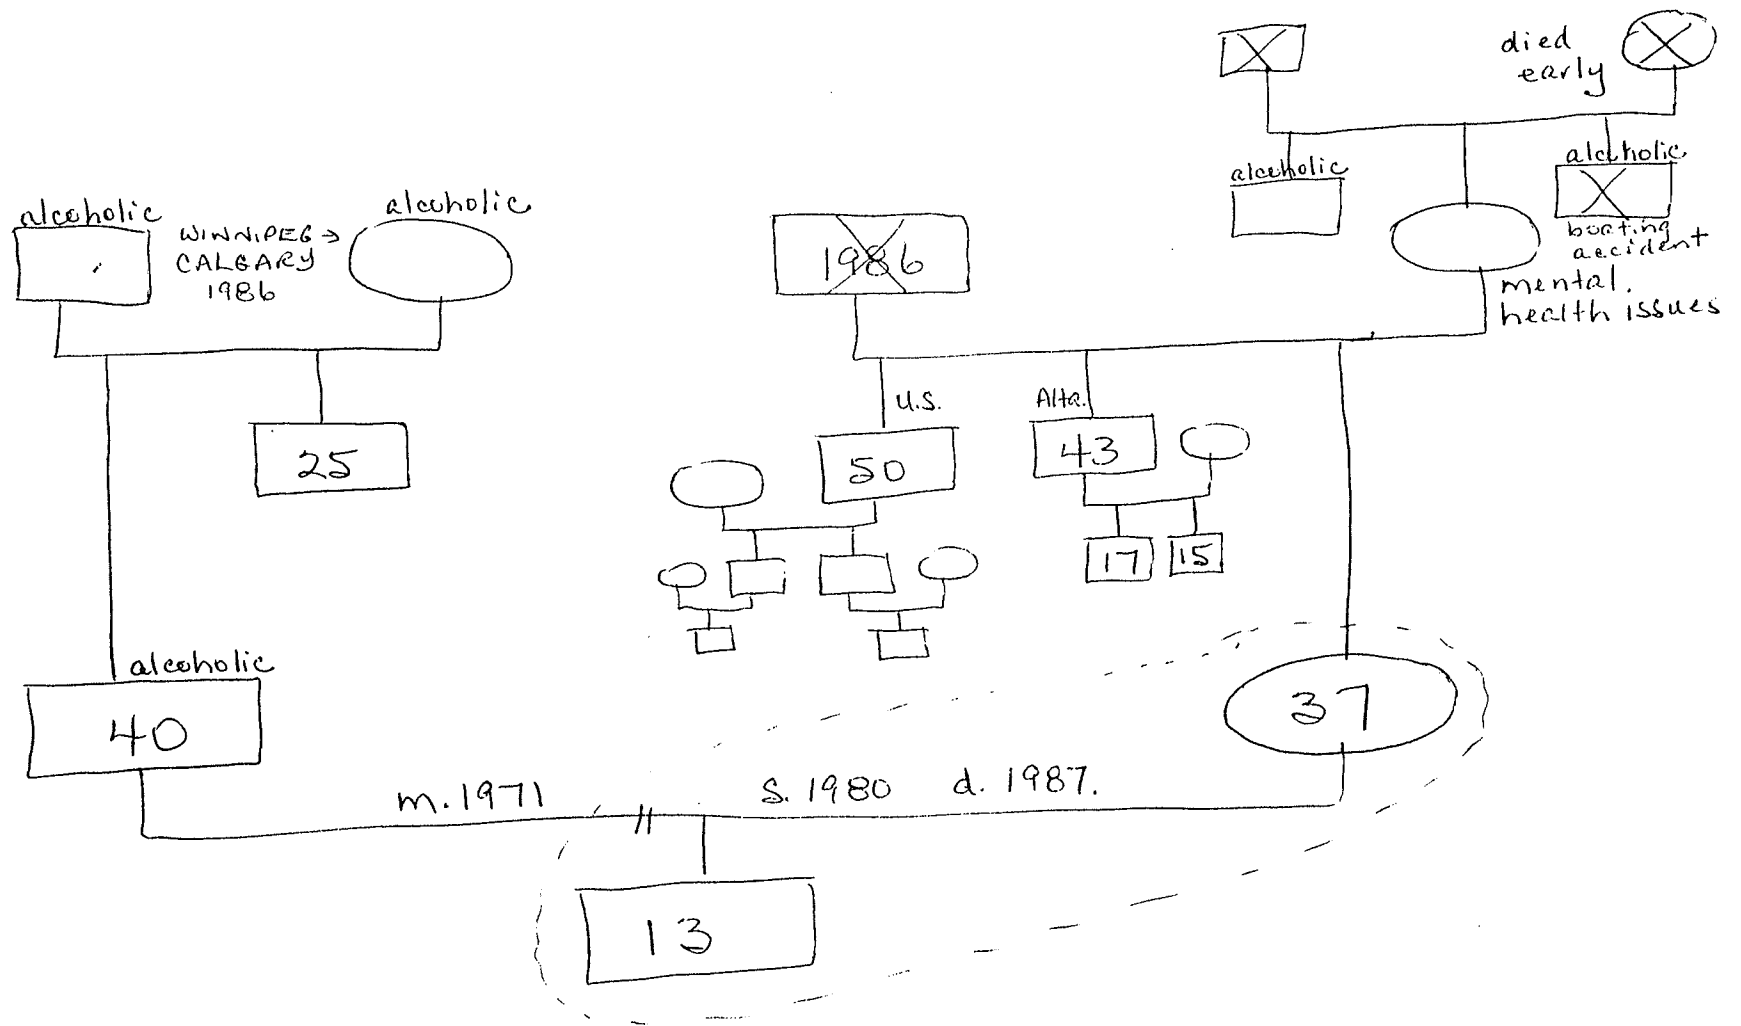 died
early
alcoholic
alcoholic
boating
accident
mental
health issues
alcoholic
alcoholic
WINNIPEG →
CALGARY
1986
1986
U.S.
Alta.
25
50
43
17
15
alcoholic
40
37
m. 1971
s. 1980
d. 1987.
13